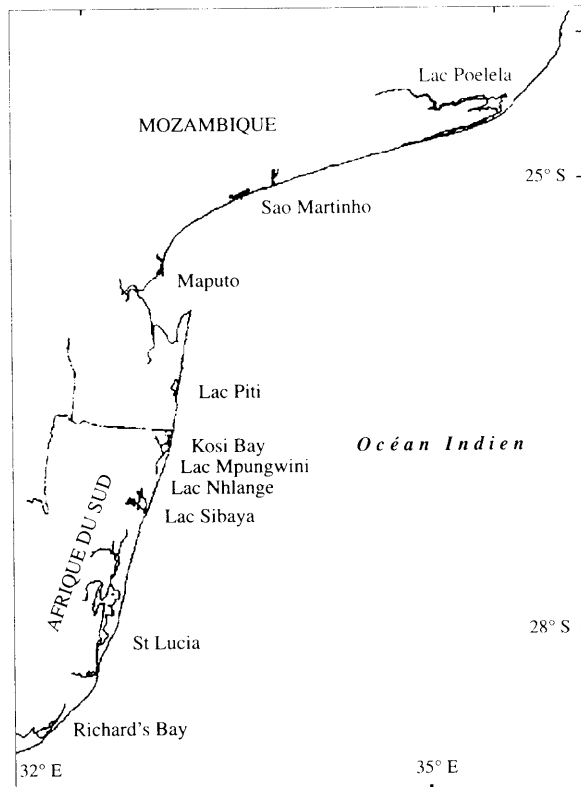 Lac Poelela
MOZAMBIQUE
25° S
Sao Martinho
Maputo
Lac Piti
Kosi Bay
Océan Indien
Lac Mpungwini
Lac Nhlange
AFRIQUE DU SUD
Lac Sibaya
28° S
St Lucia
Richard's Bay
32° E
35° E